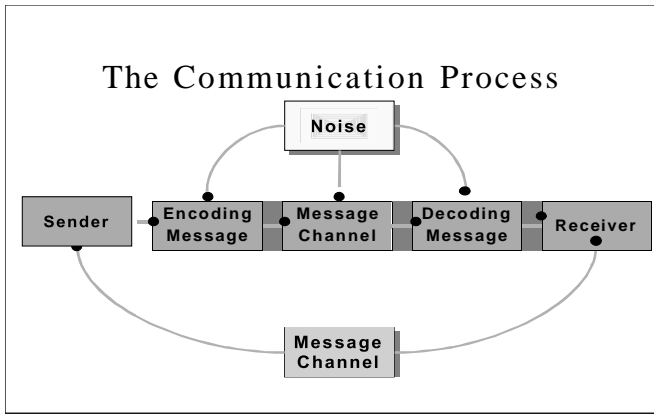 The Communication Process
Noise
Sender
Encoding
Message
Message
Channel
Decoding
Message
Receiver
Message
Channel